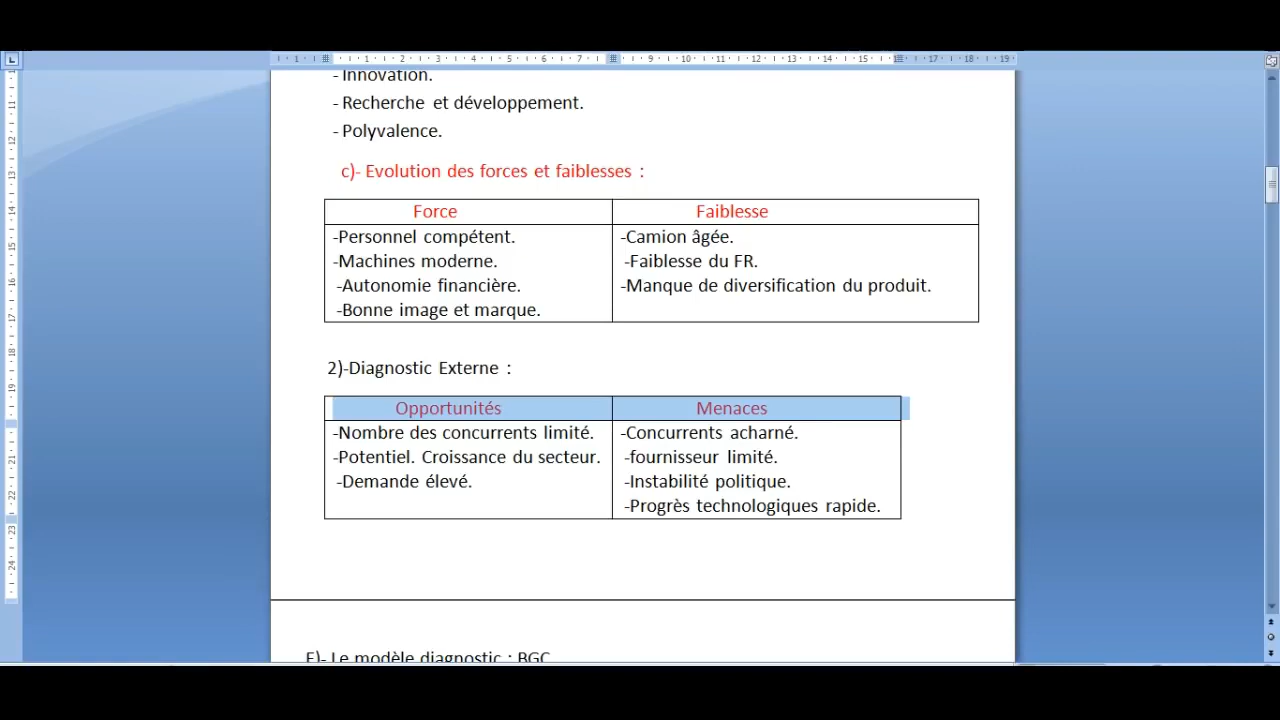 - Innovation.
- Recherche et développement.
- Polyvalence.
c)- Evolution des forces et faiblesses :
Force Faiblesse
-Personnel compétent. -Camion âgée.
-Machines moderne. -Faiblesse du FR.
-Autonomie financière. -Manque de diversification du produit.
-Bonne image et marque.
2)-Diagnostic Externe :
Opportunités Menaces
-Nombre des concurrents limité. -Concurrents acharné.
-Potentiel. Croissance du secteur. -fournisseur limité.
-Demande élevé. -Instabilité politique.
-Progrès technologiques rapide.
F)- Le modèle diagnostic : BGC